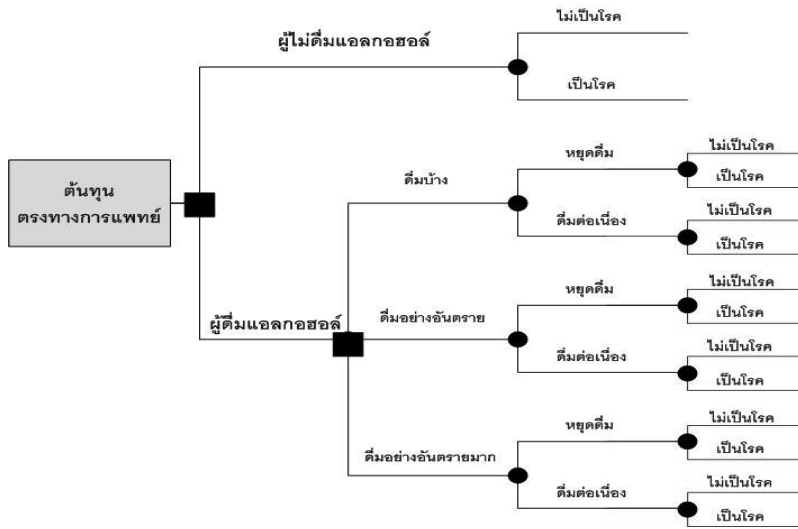 ต้นทุน
ตรงทางการแพทย์
ผู้ไม่ดื่มแอลกอฮอล์
ไม่เป็นโรค
เป็นโรค
ผู้ดื่มแอลกอฮอล์
ดื่มบ้าง
หยุดดื่ม
ไม่เป็นโรค
เป็นโรค
ดื่มต่อเนื่อง
ไม่เป็นโรค
เป็นโรค
ดื่มอย่างอันตราย
หยุดดื่ม
ไม่เป็นโรค
เป็นโรค
ดื่มต่อเนื่อง
ไม่เป็นโรค
เป็นโรค
ดื่มอย่างอันตรายมาก
หยุดดื่ม
ไม่เป็นโรค
เป็นโรค
ดื่มต่อเนื่อง
ไม่เป็นโรค
เป็นโรค